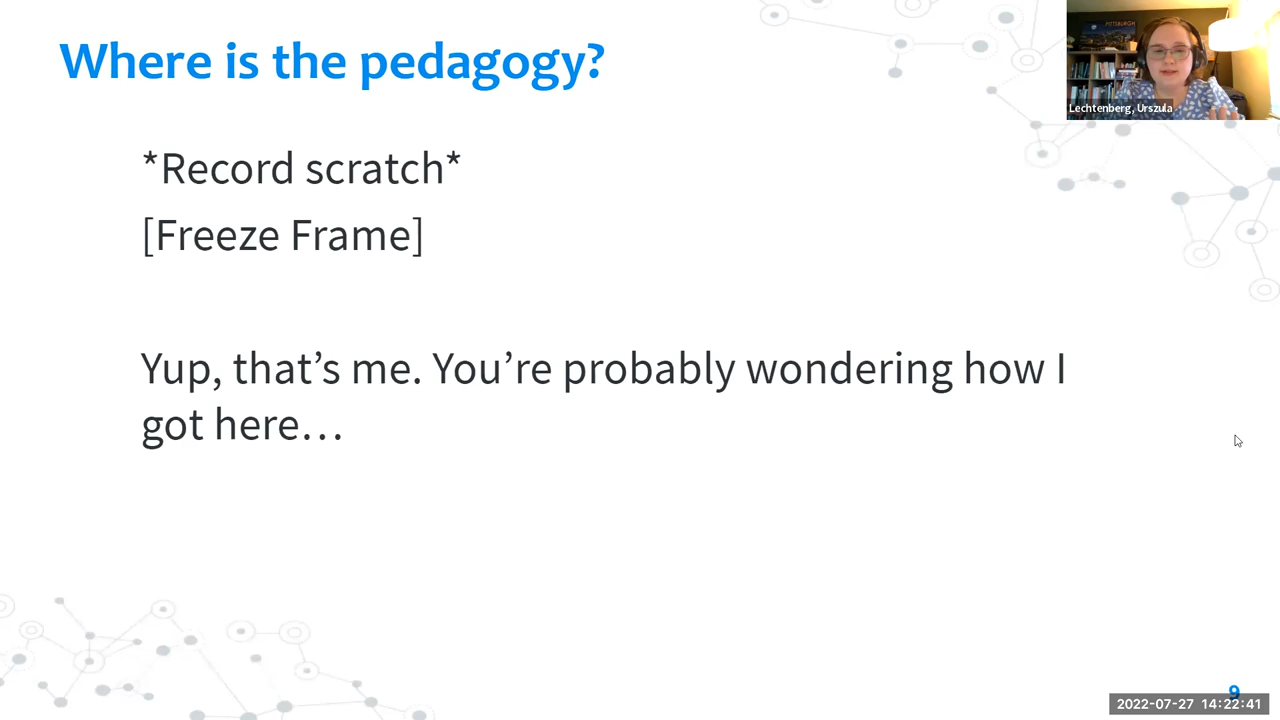 Where is the pedagogy?
PITTSBURGH
Lechtenberg, Urszula
*Record scratch*
[Freeze Frame]
Yup, that’s me. You’re probably wondering how I
got here…
9
2022-07-27 14:22:41